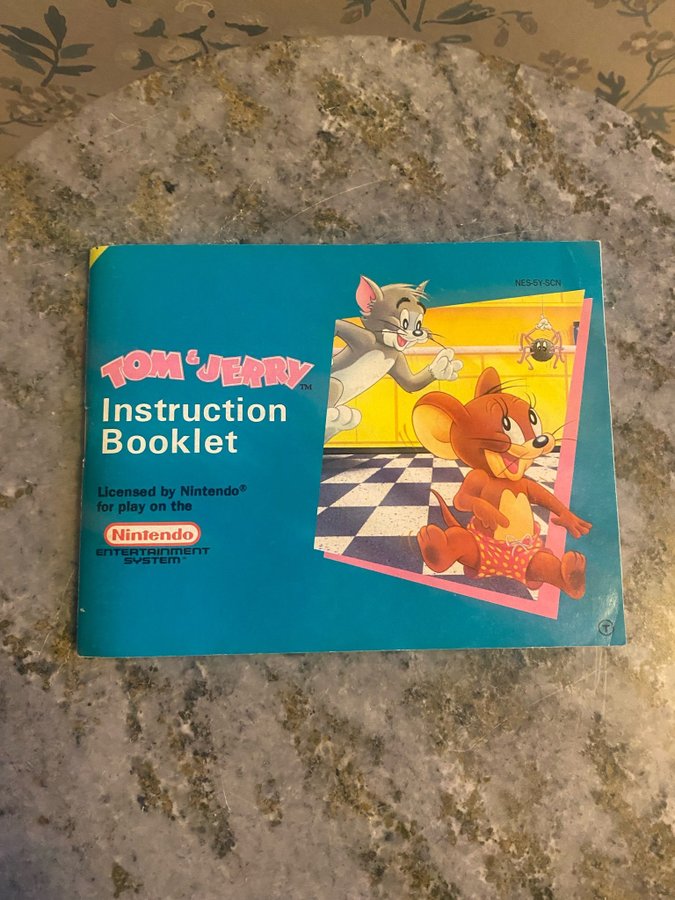 NES-5Y-SCN
TOM & JERRY™
Instruction
Booklet
Licensed by Nintendo®
for play on the
Nintendo
ENTERTAINMENT
SYSTEM™
T